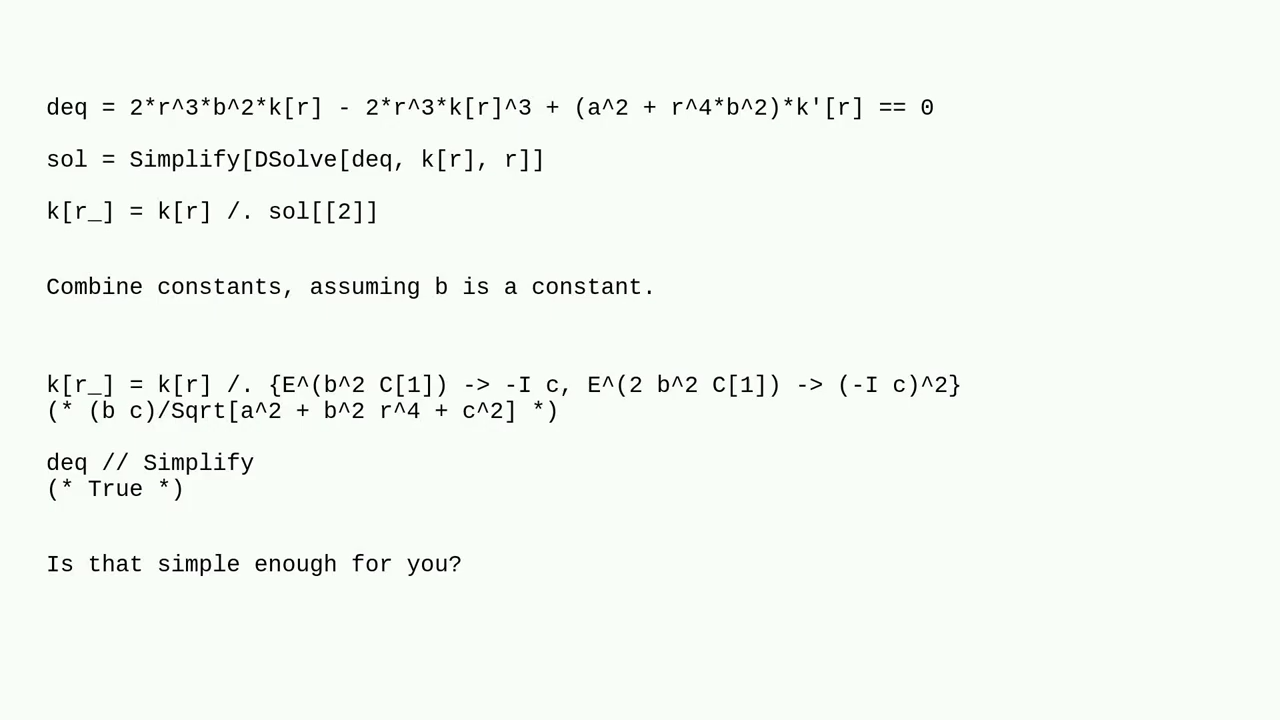 deq = 2*r^3*b^2*k[r] - 2*r^3*k[r]^3 + (a^2 + r^4*b^2)*k'[r] == 0
sol = Simplify[DSolve[deq, k[r], r]]
k[r_] = k[r] /. sol[[2]]
Combine constants, assuming b is a constant.
k[r_] = k[r] /. {E^(b^2 C[1]) -> -I c, E^(2 b^2 C[1]) -> (-I c)^2}
(* (b c)/Sqrt[a^2 + b^2 r^4 + c^2] *)
deq // Simplify
(* True *)
Is that simple enough for you?